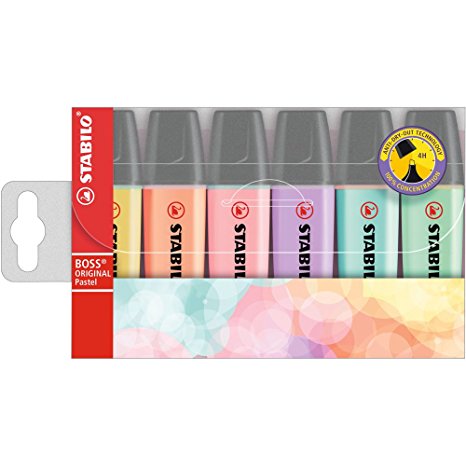 STABILO
BOSS®
ORIGINAL
Pastel
STABILO
STABILO
STABILO
STABILO
STABILO
ANTI DRY-OUT TECHNOLOGY
4H
100% CONCENTRATION